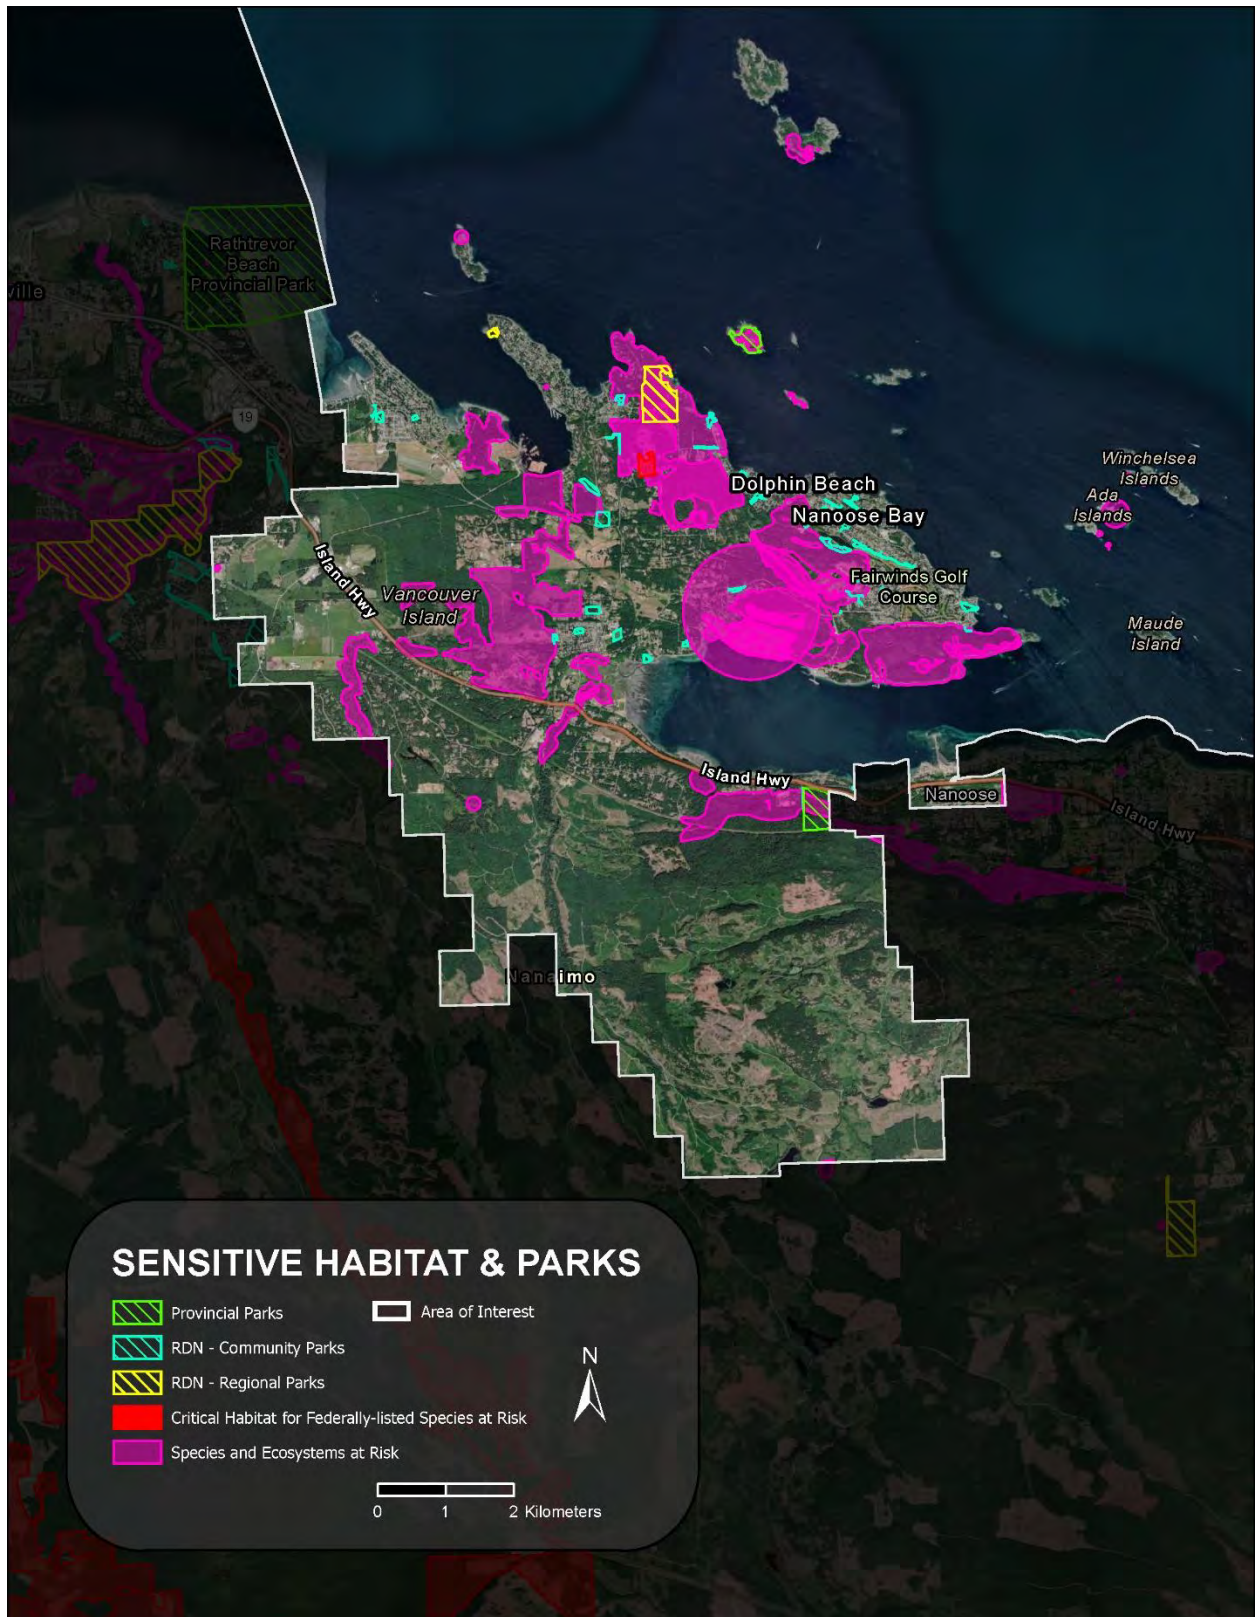 Rathtrevor
Beach
Provincial Park
ville
19
Winchelsea
Islands
Ada
Islands
Dolphin Beach
Nanoose Bay
Island Hwy
Vancouver
Island
Fairwinds Golf
Course
Maude
Island
Island Hwy
Nanoose
Island Hwy
Nanaimo
SENSITIVE HABITAT & PARKS
Provincial Parks
Area of Interest
RDN - Community Parks
RDN - Regional Parks
N
Critical Habitat for Federally-listed Species at Risk
Species and Ecosystems at Risk
0 1 2 Kilometers